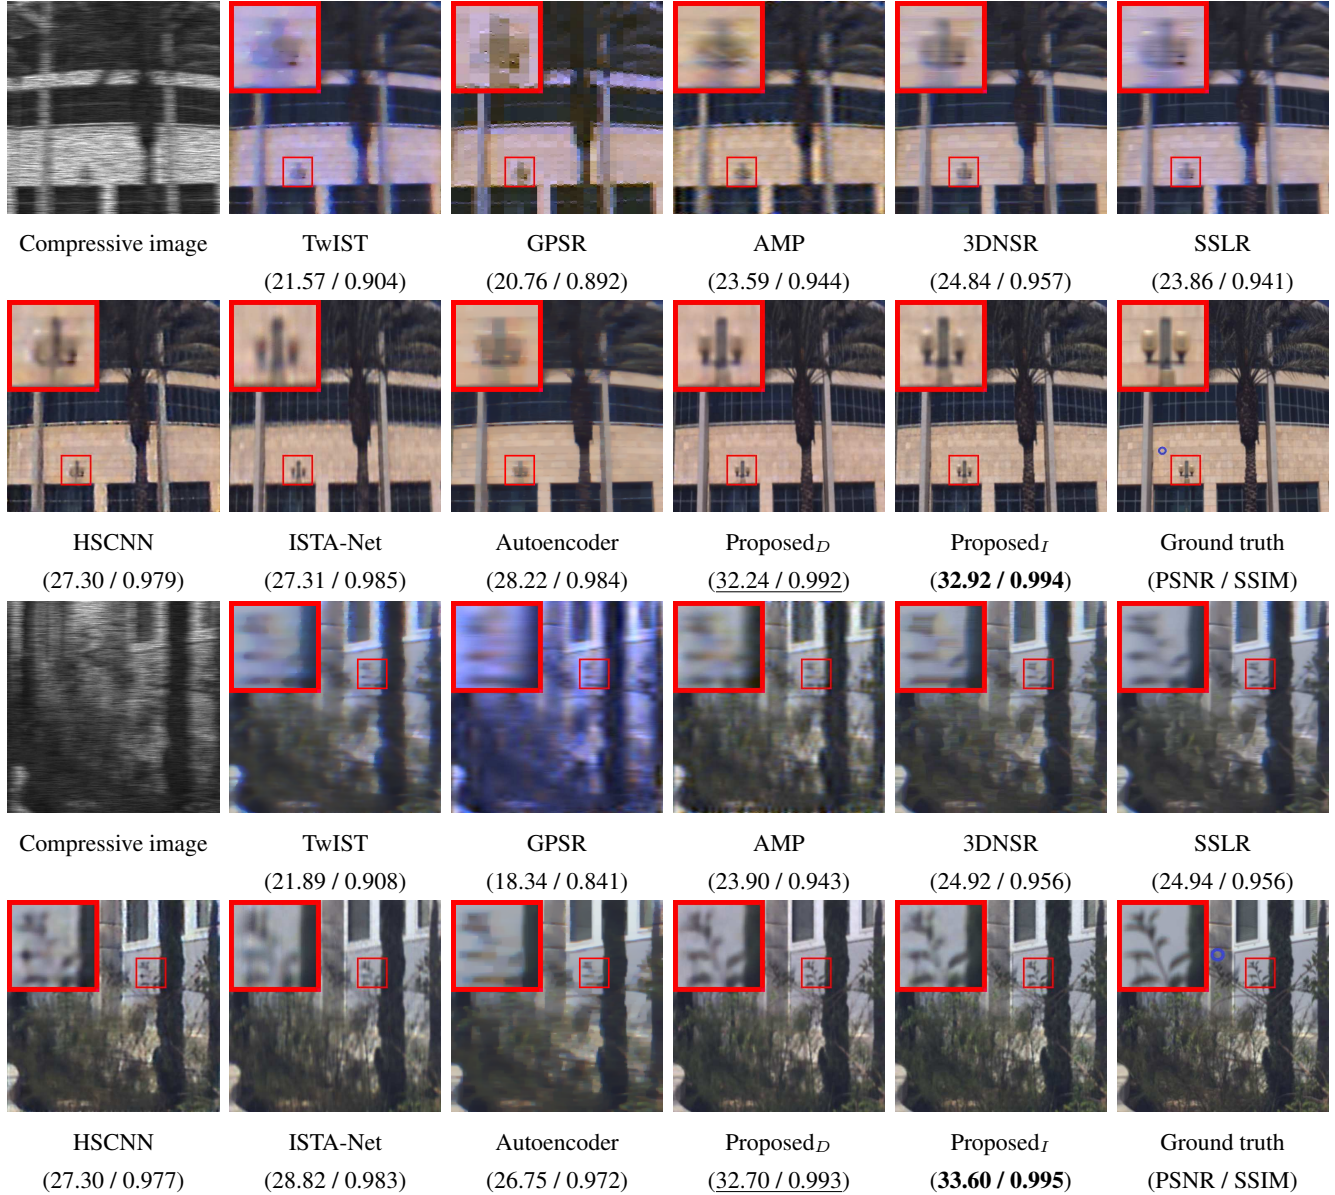 Compressive image TwIST GPSR AMP 3DNSR SSLR
(21.57 / 0.904) (20.76 / 0.892) (23.59 / 0.944) (24.84 / 0.957) (23.86 / 0.941)
HSCNN ISTA-Net Autoencoder Proposed_D Proposed_I Ground truth
(27.30 / 0.979) (27.31 / 0.985) (28.22 / 0.984) (32.24 / 0.992) (32.92 / 0.994) (PSNR / SSIM)
Compressive image TwIST GPSR AMP 3DNSR SSLR
(21.89 / 0.908) (18.34 / 0.841) (23.90 / 0.943) (24.92 / 0.956) (24.94 / 0.956)
HSCNN ISTA-Net Autoencoder Proposed_D Proposed_I Ground truth
(27.30 / 0.977) (28.82 / 0.983) (26.75 / 0.972) (32.70 / 0.993) (33.60 / 0.995) (PSNR / SSIM)